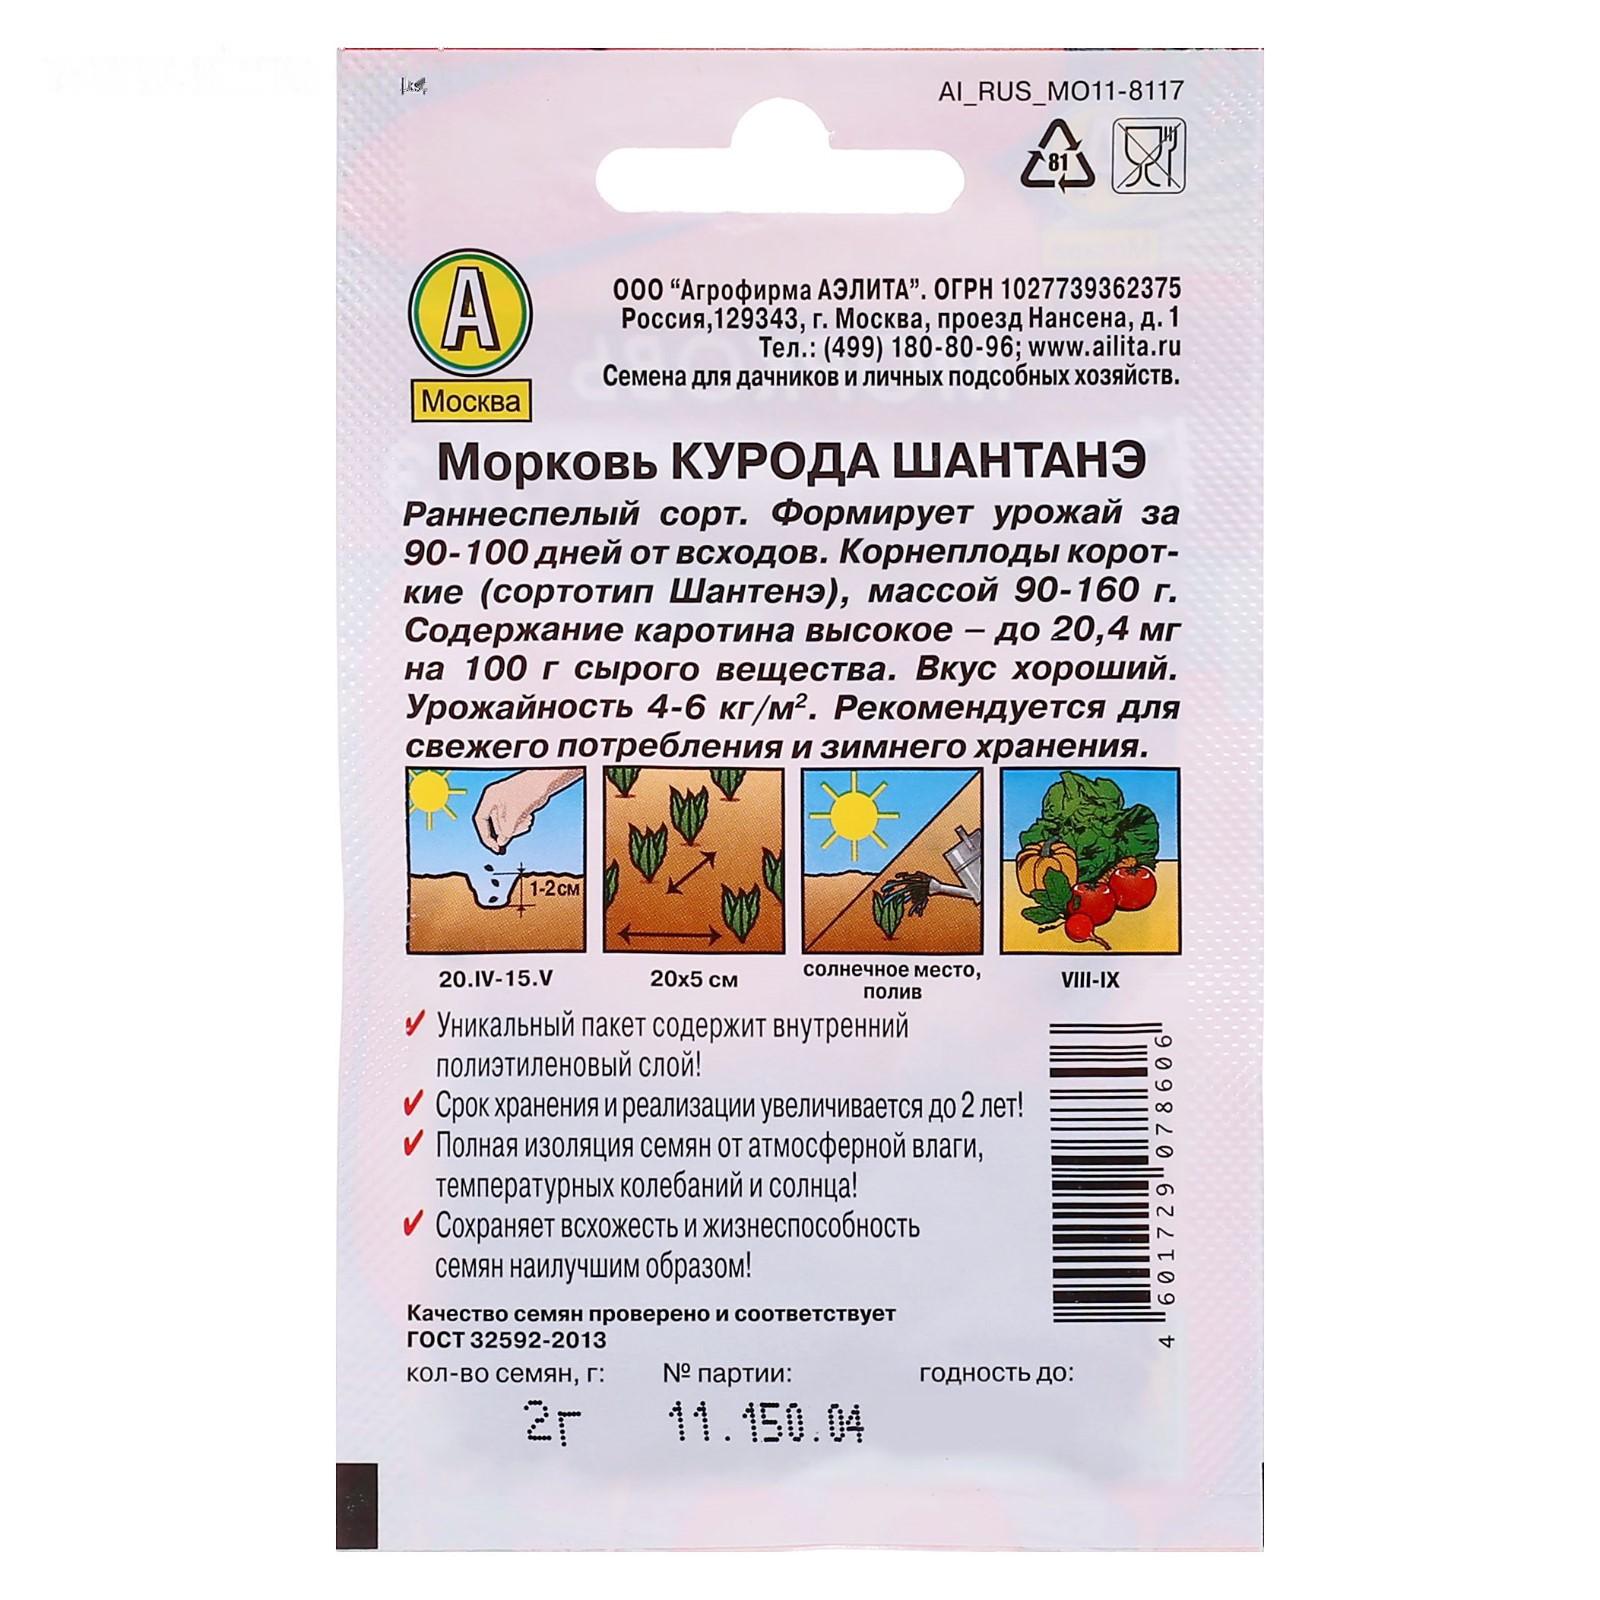 AI_RUS_MO11-8117
81
А
Москва
ООО “Агрофирма АЭЛИТА”. ОГРН 1027739362375
Россия,129343, г. Москва, проезд Нансена, д. 1
Тел.: (499) 180-80-96; www.ailita.ru
Семена для дачников и личных подсобных хозяйств.
Морковь КУРОДА ШАНТАНЭ
Раннеспелый сорт. Формирует урожай за
90-100 дней от всходов. Корнеплоды корот-
кие (сортотип Шантенэ), массой 90-160 г.
Содержание каротина высокое – до 20,4 мг
на 100 г сырого вещества. Вкус хороший.
Урожайность 4-6 кг/м². Рекомендуется для
свежего потребления и зимнего хранения.
1-2см
20.IV-15.V
20х5 см
солнечное место,
полив
VIII-IX
Уникальный пакет содержит внутренний
полиэтиленовый слой!
Срок хранения и реализации увеличивается до 2 лет!
Полная изоляция семян от атмосферной влаги,
температурных колебаний и солнца!
Сохраняет всхожесть и жизнеспособность
семян наилучшим образом!
4 601729 078606
Качество семян проверено и соответствует
ГОСТ 32592-2013
кол-во семян, г: № партии: годность до:
2г 11.150.04